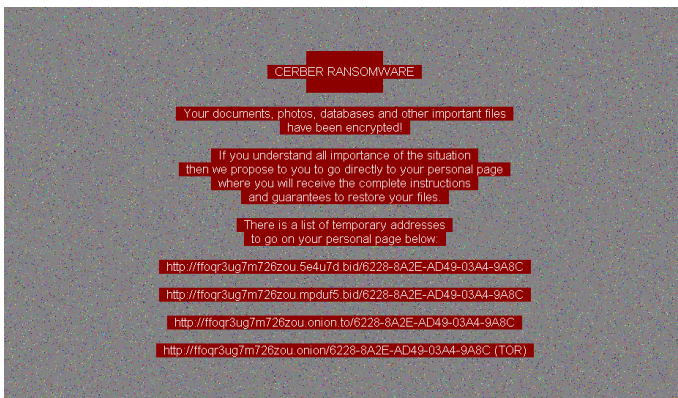 CERBER RANSOMWARE
Your documents, photos, databases and other important files
have been encrypted!
If you understand all importance of the situation
then we propose to you to go directly to your personal page
where you will receive the complete instructions
and guarantees to restore your files.
There is a list of temporary addresses
to go on your personal page below:
http://ffoqr3ug7m726zou.5e4u7d.bid/6228-8A2E-AD49-03A4-9A8C
http://ffoqr3ug7m726zou.mpduf5.bid/6228-8A2E-AD49-03A4-9A8C
http://ffoqr3ug7m726zou.onion.to/6228-8A2E-AD49-03A4-9A8C
http://ffoqr3ug7m726zou.onion/6228-8A2E-AD49-03A4-9A8C (TOR)